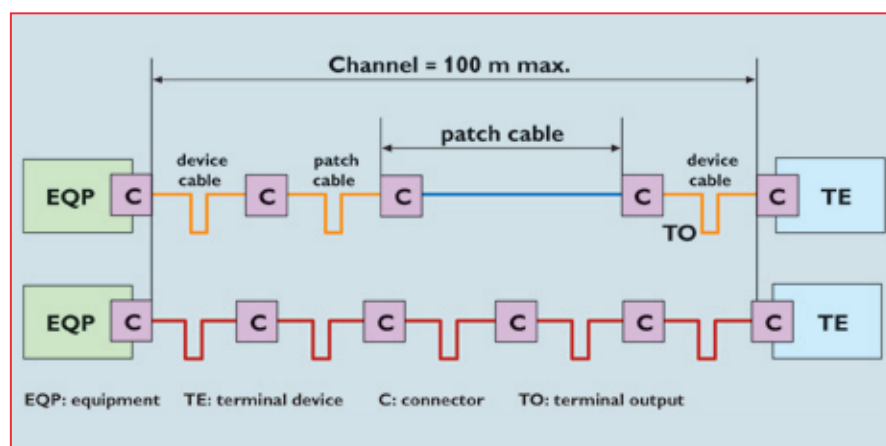 Channel = 100 m max.
patch cable
device cable
patch cable
device cable
EQP C C C C C TE
TO
EQP C C C C C C TE
EQP: equipment TE: terminal device C: connector TO: terminal output